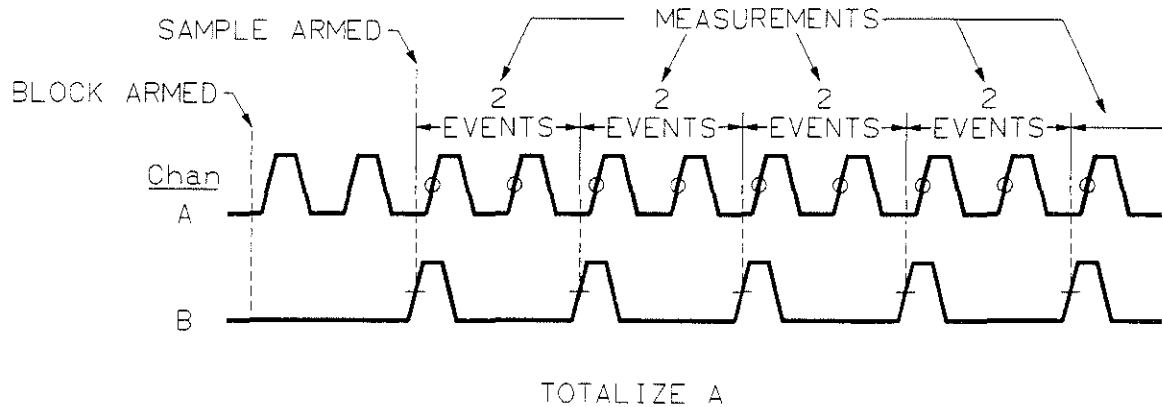 MEASUREMENTS
SAMPLE ARMED
BLOCK ARMED
2 2 2 2
EVENTS EVENTS EVENTS EVENTS
Chan
A
B
TOTALIZE A